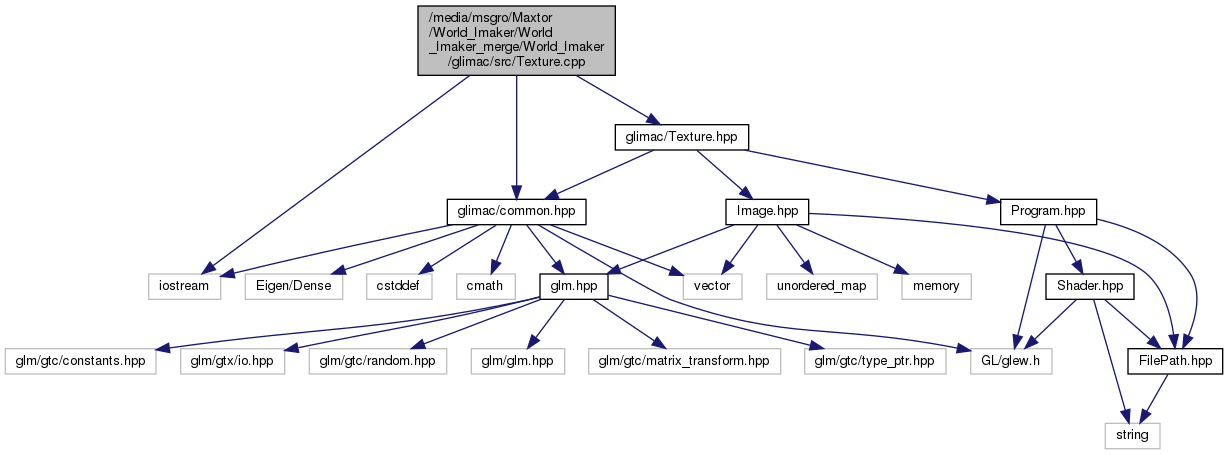 /media/msgro/Maxtor
/World_Imaker/World
_Imaker_merge/World_Imaker
/glimac/src/Texture.cpp
glimac/Texture.hpp
glimac/common.hpp
Image.hpp
Program.hpp
iostream
Eigen/Dense
cstddef
cmath
glm.hpp
vector
unordered_map
memory
Shader.hpp
glm/gtc/constants.hpp
glm/gtx/io.hpp
glm/gtc/random.hpp
glm/glm.hpp
glm/gtc/matrix_transform.hpp
glm/gtc/type_ptr.hpp
GL/glew.h
FilePath.hpp
string